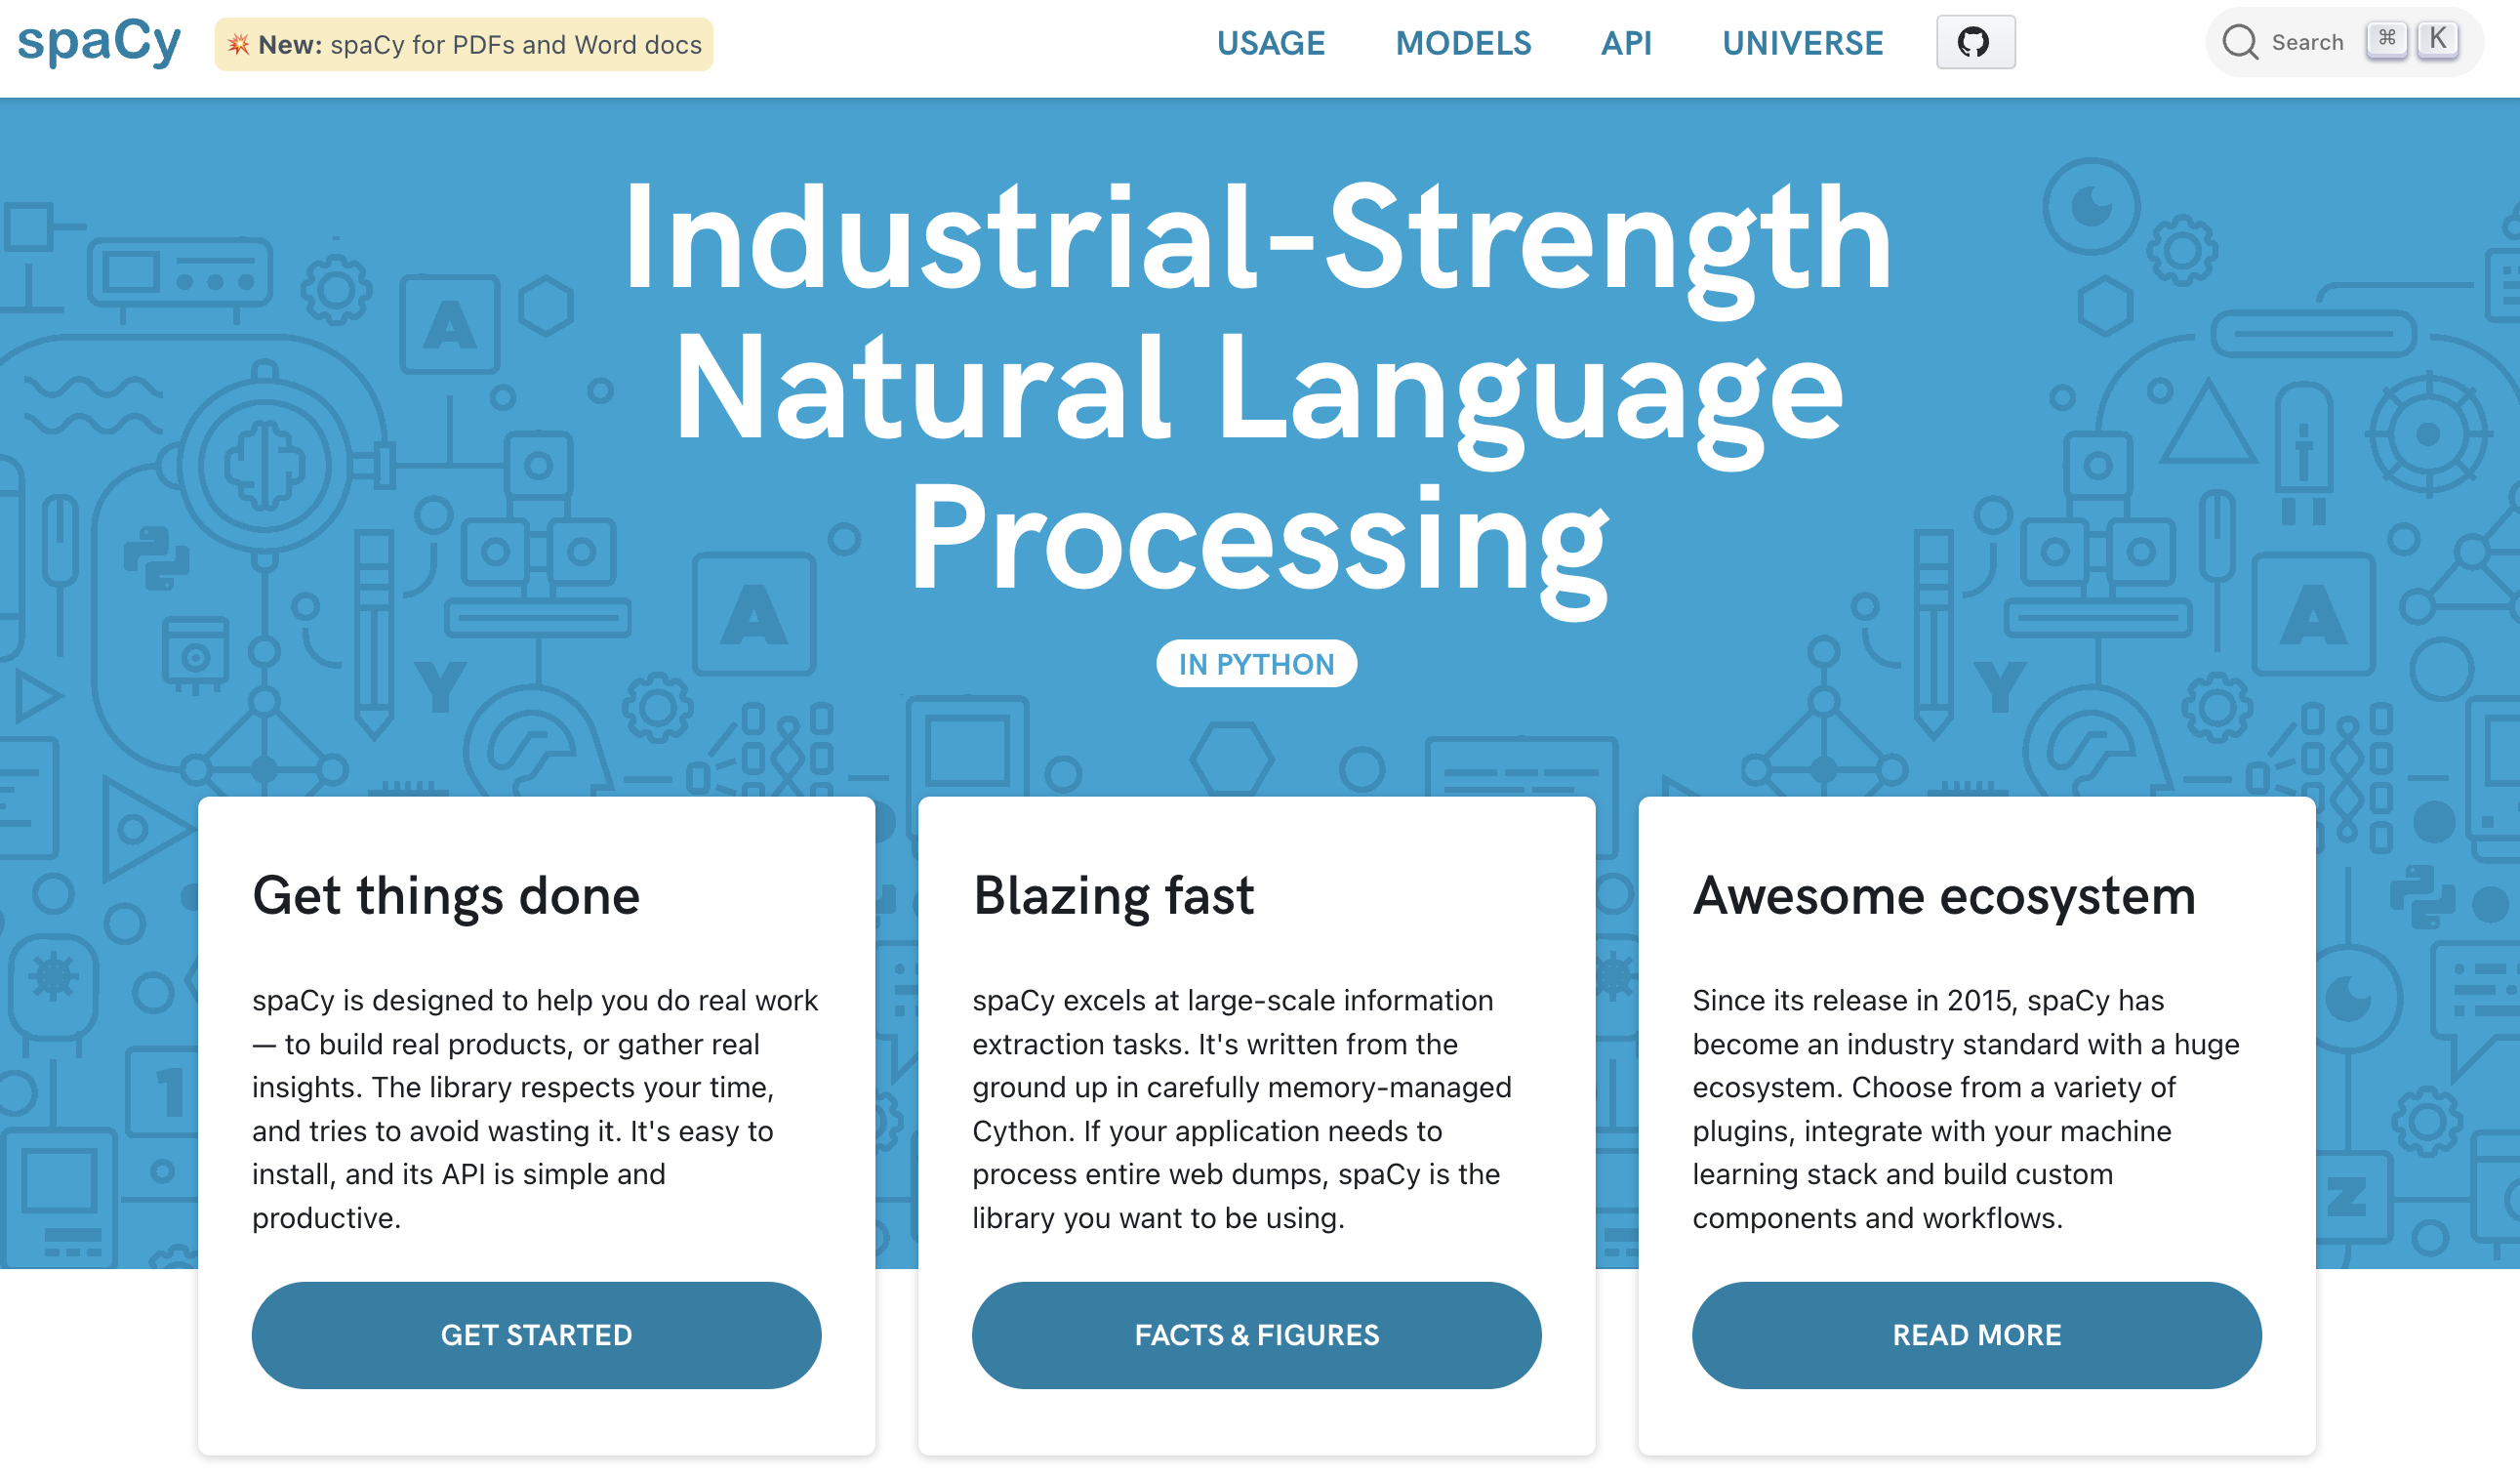 spaCy
💥 New: spaCy for PDFs and Word docs
USAGE
MODELS
API
UNIVERSE
Search ⌘ K
Industrial-Strength
Natural Language
Processing
IN PYTHON
A
Y
A
1
Y
A
Z
Get things done
spaCy is designed to help you do real work
— to build real products, or gather real
insights. The library respects your time,
and tries to avoid wasting it. It's easy to
install, and its API is simple and
productive.
GET STARTED
Blazing fast
spaCy excels at large-scale information
extraction tasks. It's written from the
ground up in carefully memory-managed
Cython. If your application needs to
process entire web dumps, spaCy is the
library you want to be using.
FACTS & FIGURES
Awesome ecosystem
Since its release in 2015, spaCy has
become an industry standard with a huge
ecosystem. Choose from a variety of
plugins, integrate with your machine
learning stack and build custom
components and workflows.
READ MORE